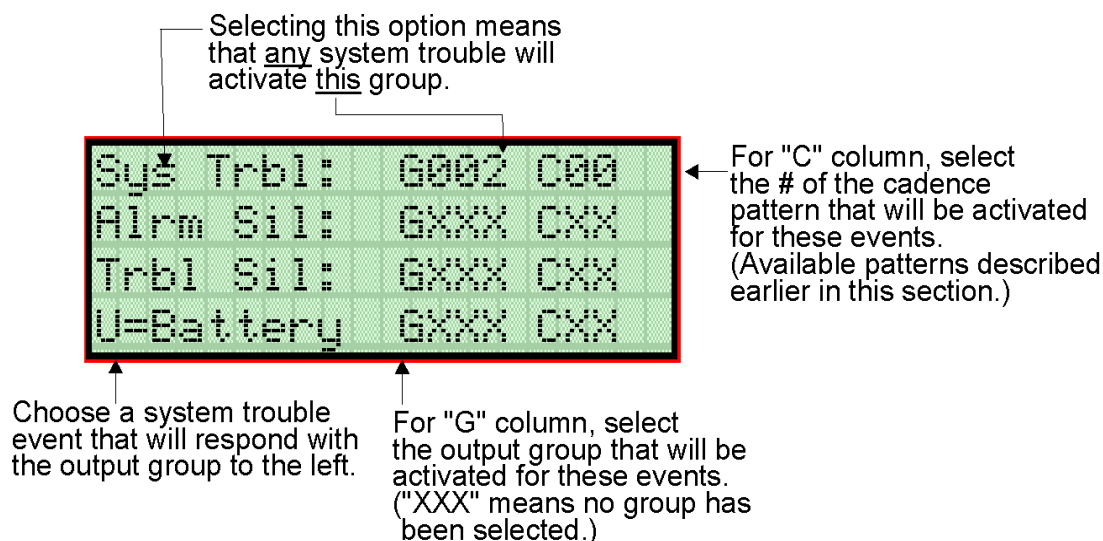 Selecting this option means
that any system trouble will
activate this group.
Sys Trbl: G002 C00
Alrm Sil: GXXX CXX
Trbl Sil: GXXX CXX
U=Battery GXXX CXX
For "C" column, select
the # of the cadence
pattern that will be activated
for these events.
(Available patterns described
earlier in this section.)
Choose a system trouble
event that will respond with
the output group to the left.
For "G" column, select
the output group that will be
activated for these events.
("XXX" means no group has
been selected.)